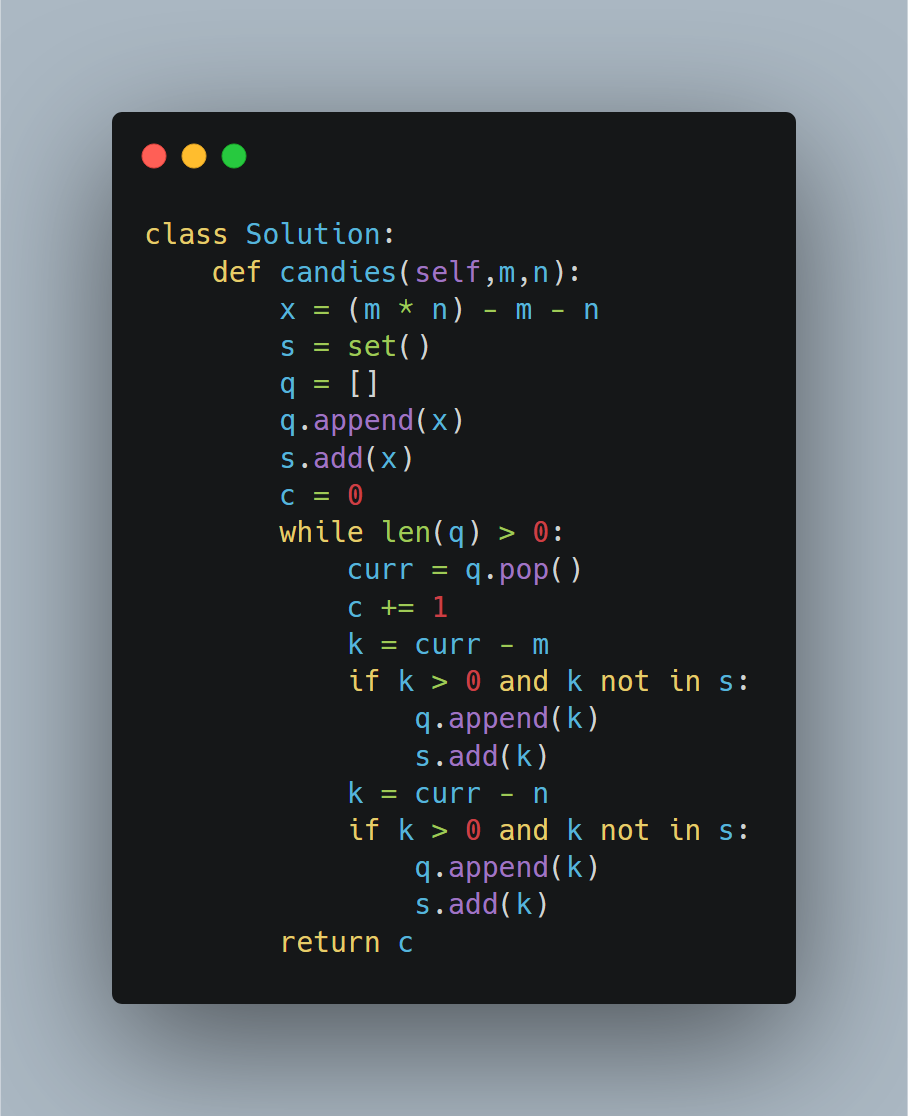 class Solution:
    def candies(self,m,n):
        x = (m * n) - m - n
        s = set()
        q = []
        q.append(x)
        s.add(x)
        c = 0
        while len(q) > 0:
            curr = q.pop()
            c += 1
            k = curr - m
            if k > 0 and k not in s:
                q.append(k)
                s.add(k)
            k = curr - n
            if k > 0 and k not in s:
                q.append(k)
                s.add(k)
        return c